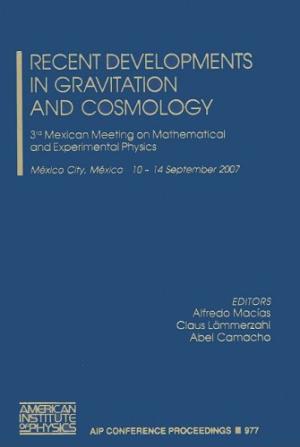 RECENT DEVELOPMENTS
IN GRAVITATION
AND COSMOLOGY
3rd Mexican Meeting on Mathematical
and Experimental Physics
México City, México 10 – 14 September 2007
EDITORS
Alfredo Macías
Claus Lämmerzahl
Abel Camacho
AMERICAN
INSTITUTE
OF PHYSICS
AIP CONFERENCE PROCEEDINGS ■ 977